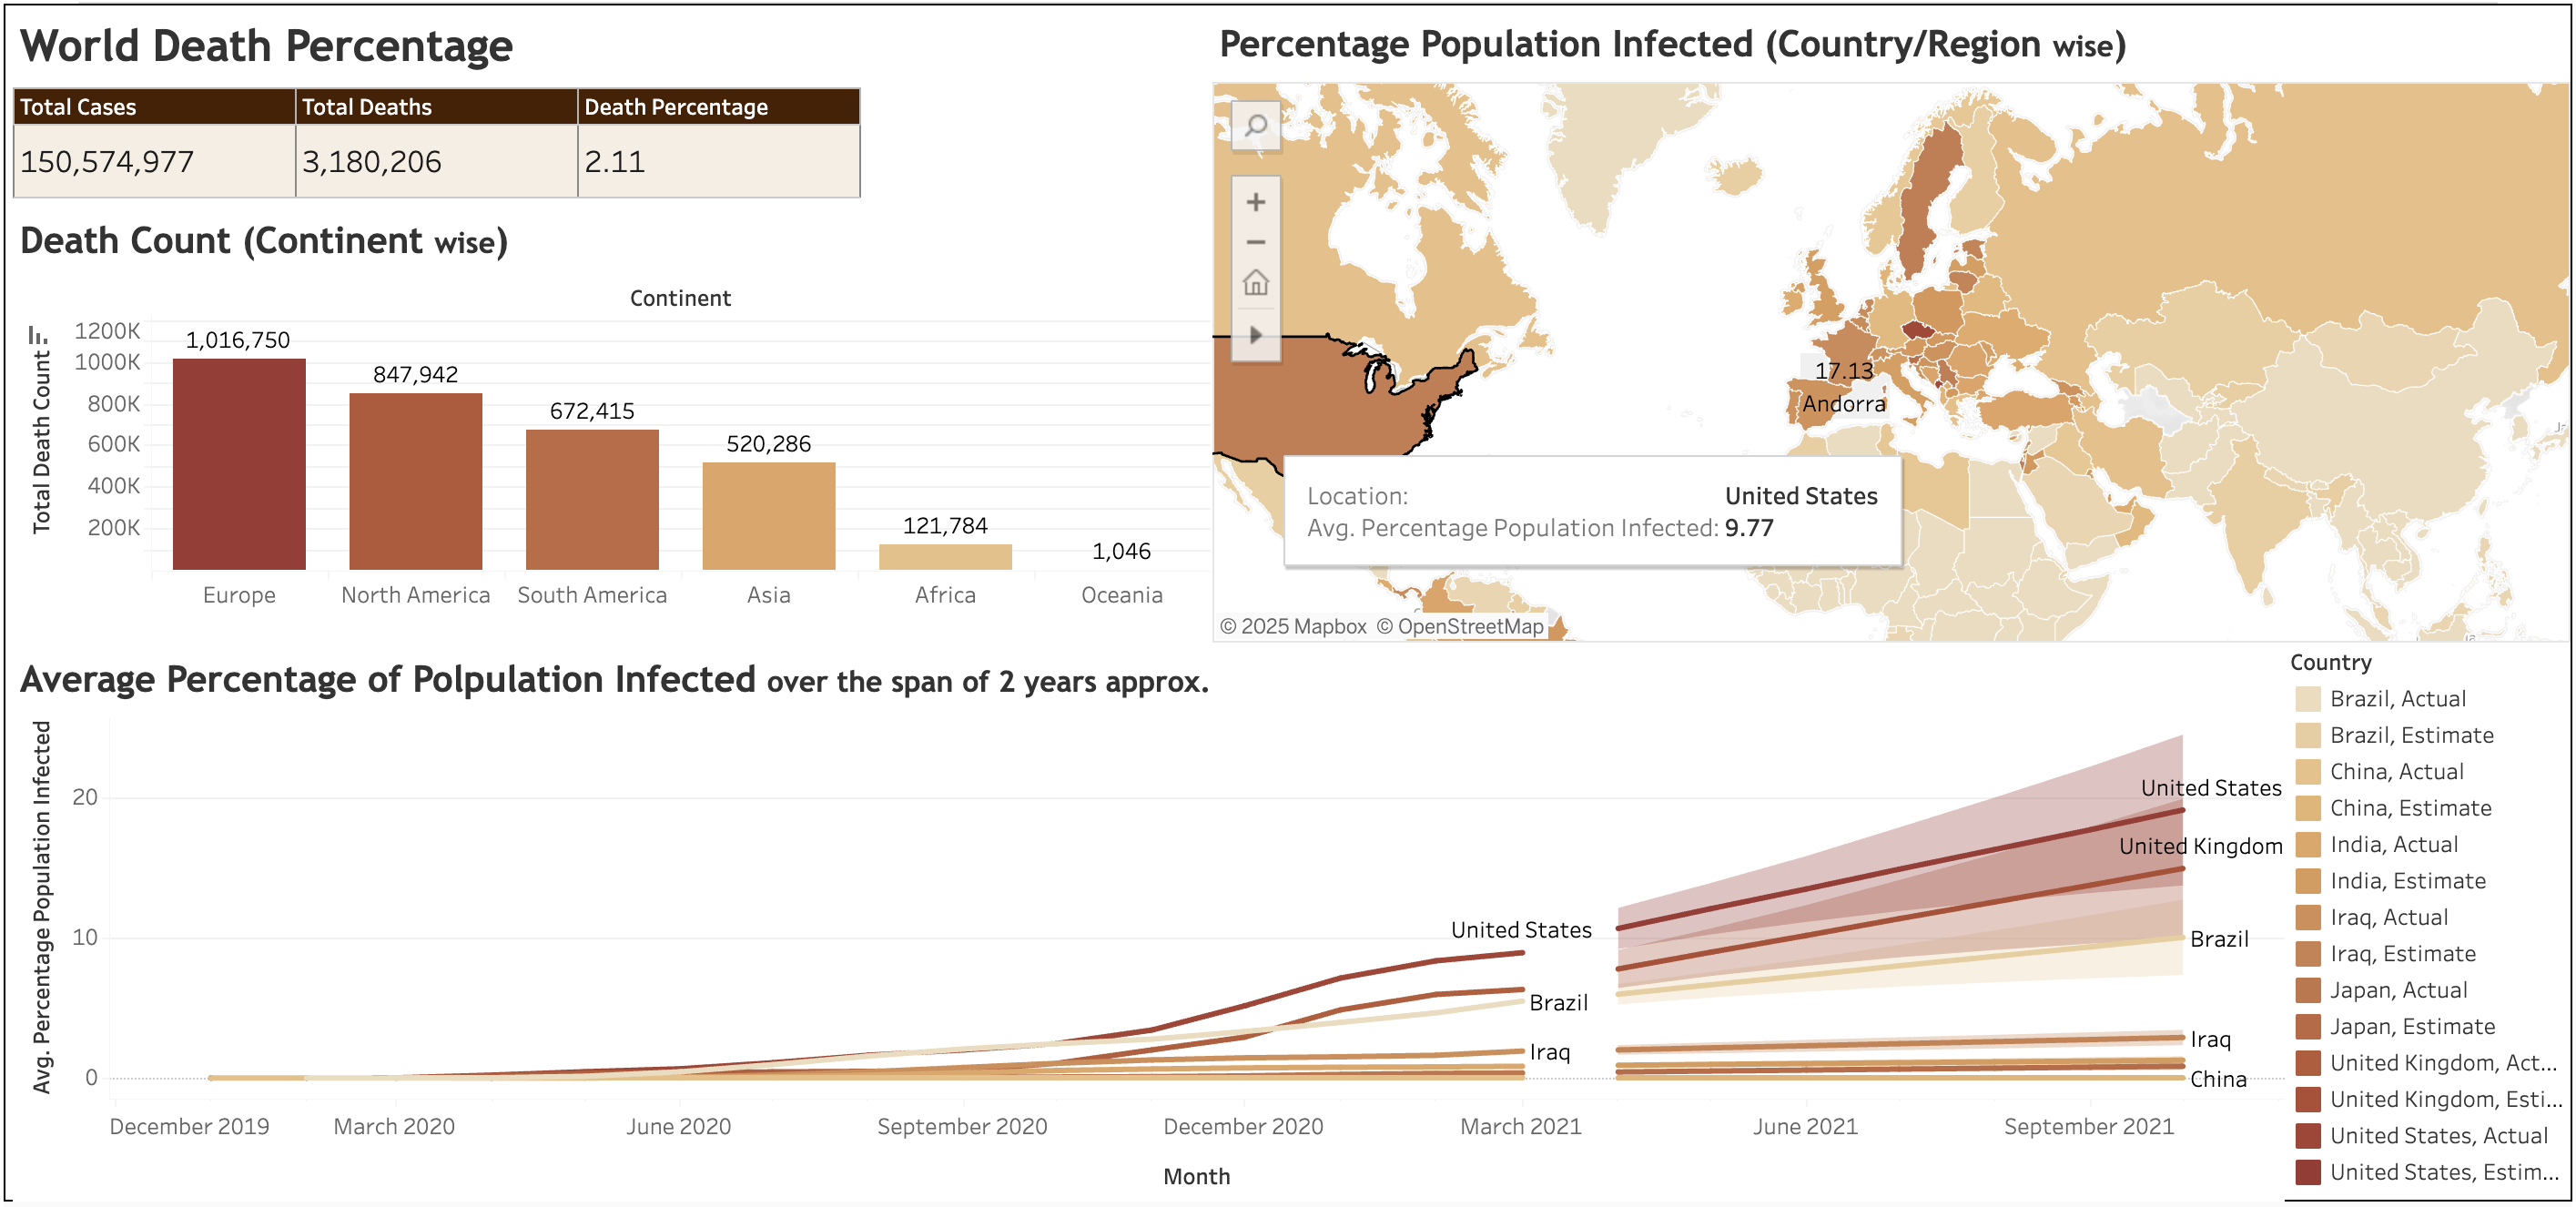 World Death Percentage
Total Cases Total Deaths Death Percentage
150,574,977 3,180,206 2.11
Death Count (Continent wise)
Continent
Total Death Count
1200K
1000K
800K
600K
400K
200K
1,016,750
847,942
672,415
520,286
121,784
1,046
Europe North America South America Asia Africa Oceania
Percentage Population Infected (Country/Region wise)
17.13
Andorra
Location: United States
Avg. Percentage Population Infected: 9.77
© 2025 Mapbox © OpenStreetMap
Average Percentage of Polpulation Infected over the span of 2 years approx.
Avg. Percentage Population Infected
20
10
0
United States
Brazil
Iraq
United States
United Kingdom
Brazil
Iraq
China
December 2019 March 2020 June 2020 September 2020 December 2020 March 2021 June 2021 September 2021
Month
Country
Brazil, Actual
Brazil, Estimate
China, Actual
China, Estimate
India, Actual
India, Estimate
Iraq, Actual
Iraq, Estimate
Japan, Actual
Japan, Estimate
United Kingdom, Act...
United Kingdom, Esti...
United States, Actual
United States, Estim...